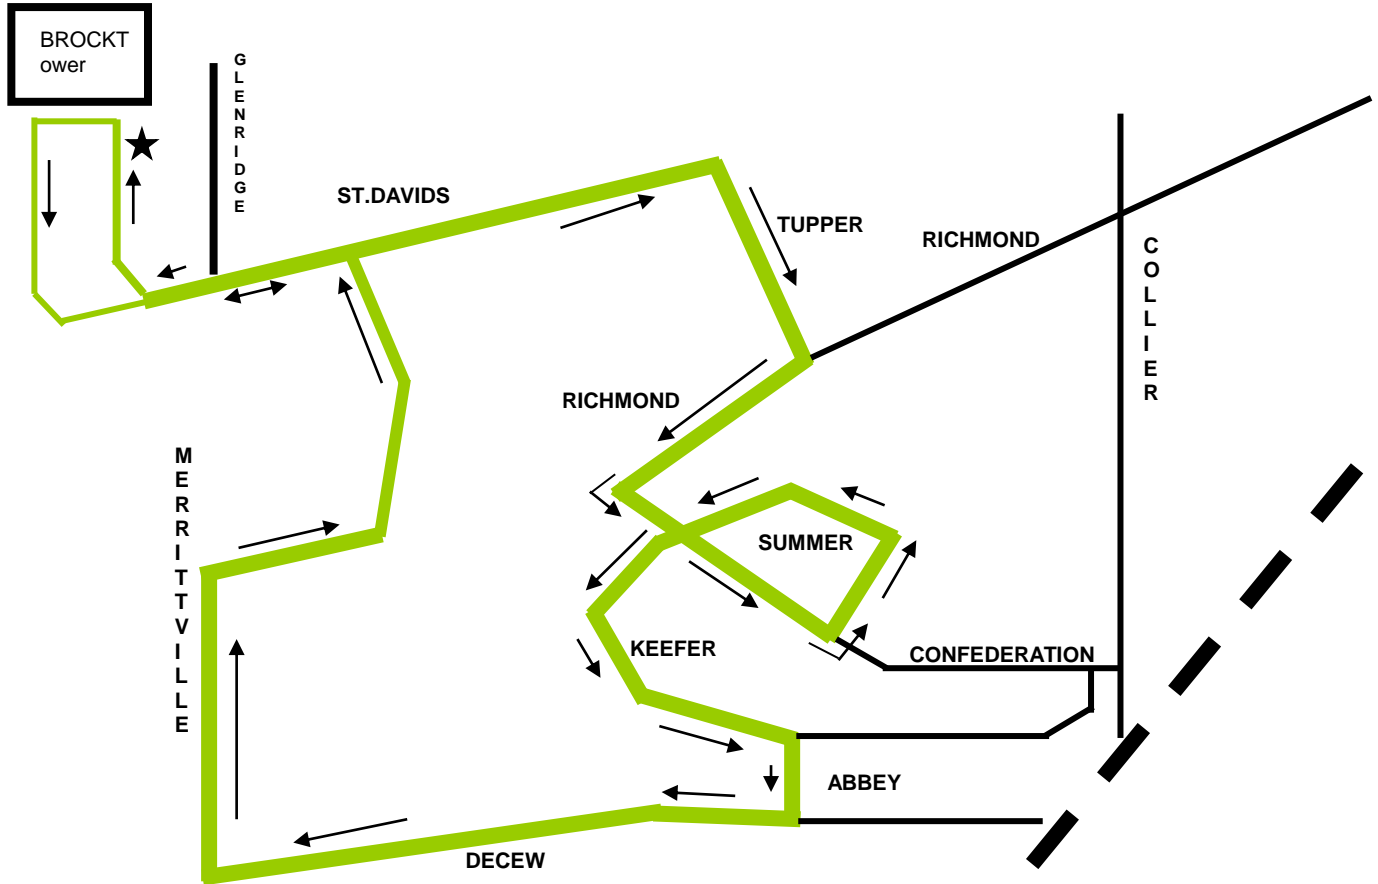 BROCKT
ower
GLENRIDGE
ST.DAVIDS
TUPPER
RICHMOND
COLLIER
RICHMOND
MERRITTVILLE
SUMMER
KEEFER
CONFEDERATION
ABBEY
DECEW